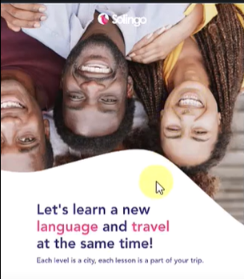 Solingo
Let's learn a new
language and travel
at the same time!
Each level is a city, each lesson is a part of your trip.